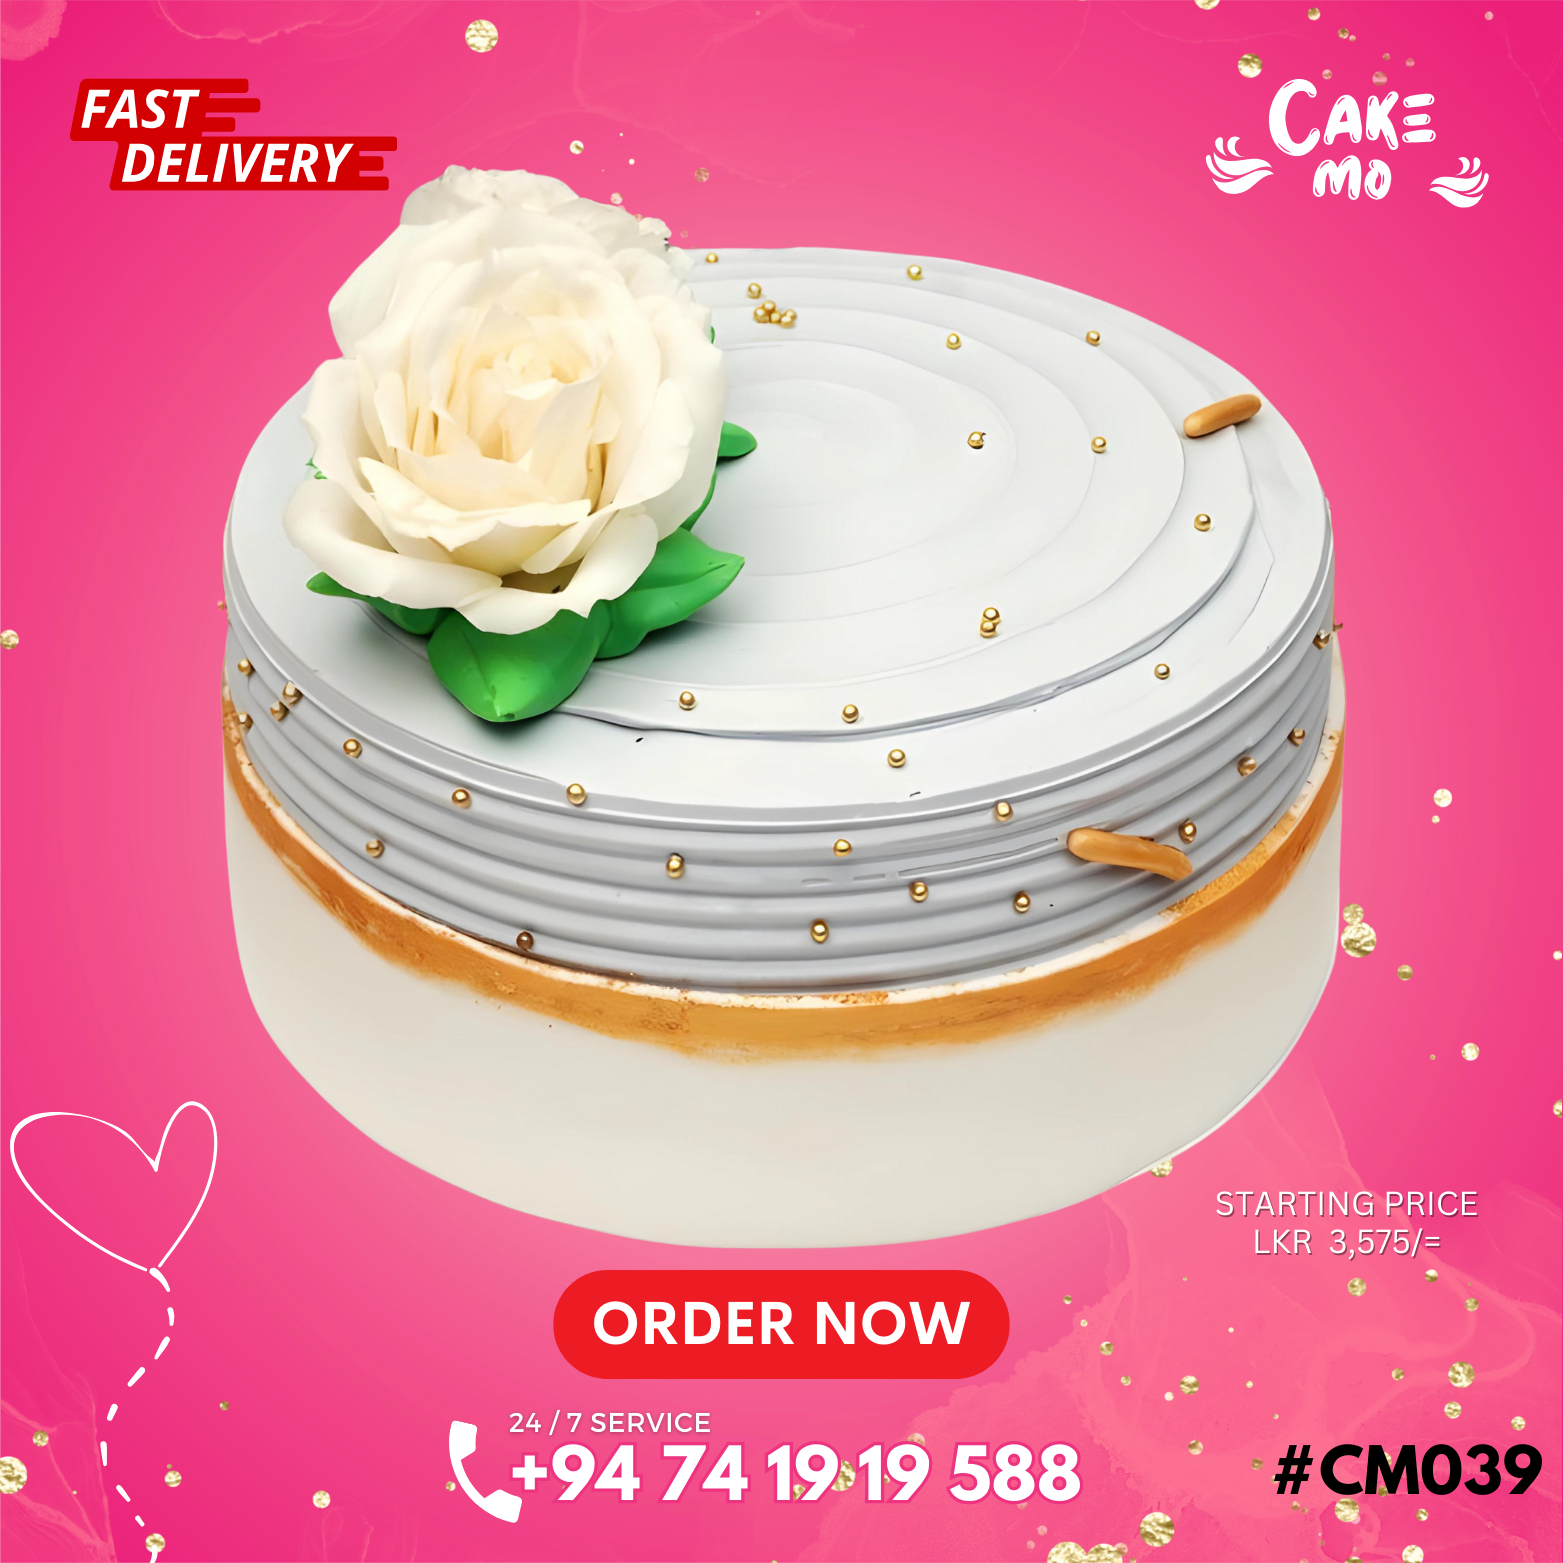 FAST
DELIVERY
CAKE
MO
STARTING PRICE
LKR 3,575/=
ORDER NOW
24 / 7 SERVICE
+94 74 19 19 588
#CM039